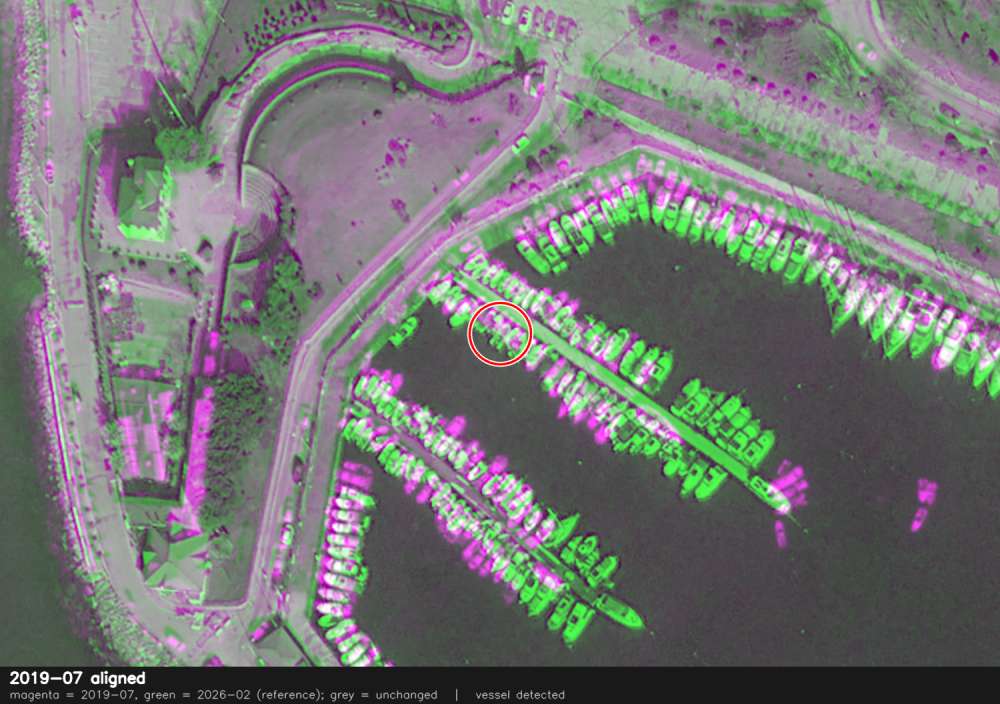 2019-07 aligned
magenta = 2019-07, green = 2026-02 (reference); grey = unchanged | vessel detected